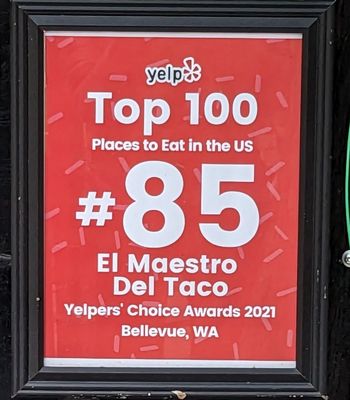 yelp
Top 100
Places to Eat in the US
#85
El Maestro
Del Taco
Yelpers' Choice Awards 2021
Bellevue, WA